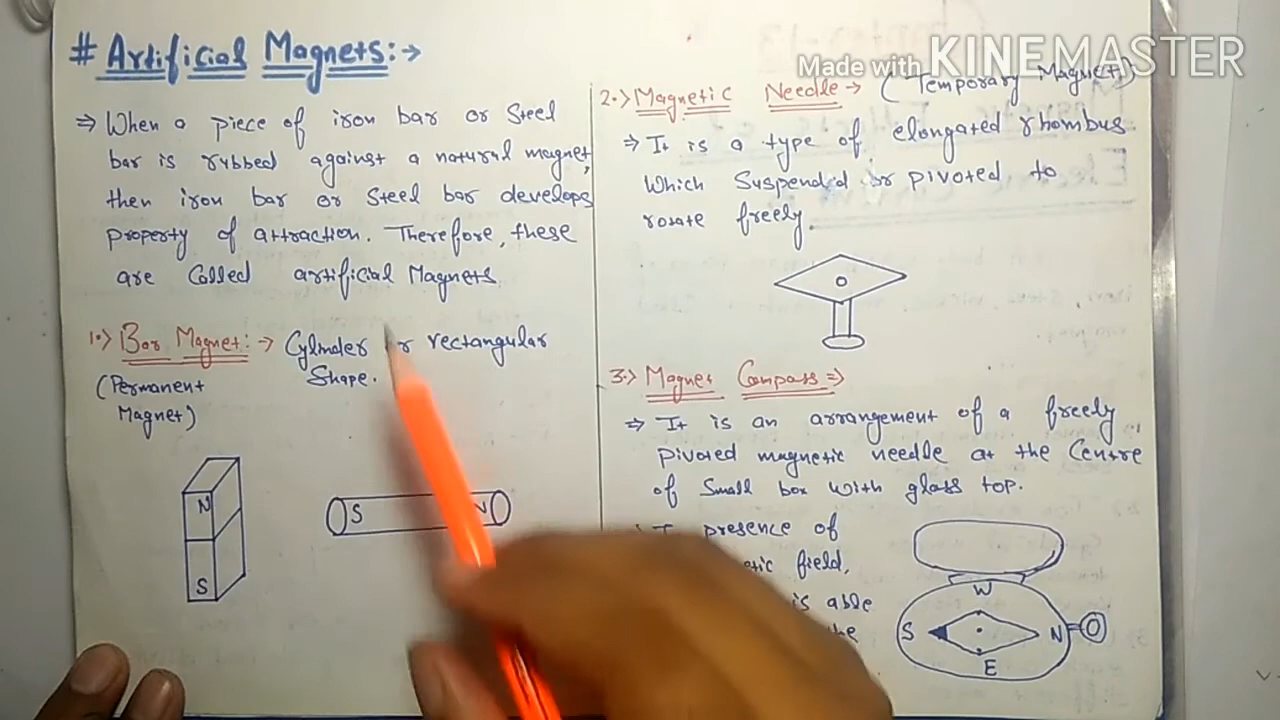 Made with KINEMASTER
# Artificial Magnets:→
⇒ When a piece of iron bar or Steel
bar is rubbed against a natural magnet,
then iron bar or Steel bar develops
property of attraction. Therefore, these
are Called artificial Magnets.
1.) Bar Magnet:→ Cylinder or rectangular
Shape.
(Permanent
Magnet)
N
S
S
N
2.) Magnetic Needle→ (Temporary Magnet)
⇒ It is a type of elongated rhombus
Which Suspended or pivoted to
rotate freely.
3.) Magnet Compass⇒
⇒ It is an arrangement of a freely
pivoted magnetic needle at the Centre
of Small box with glass top.
presence of
field,
is able
the
W
S
N
E